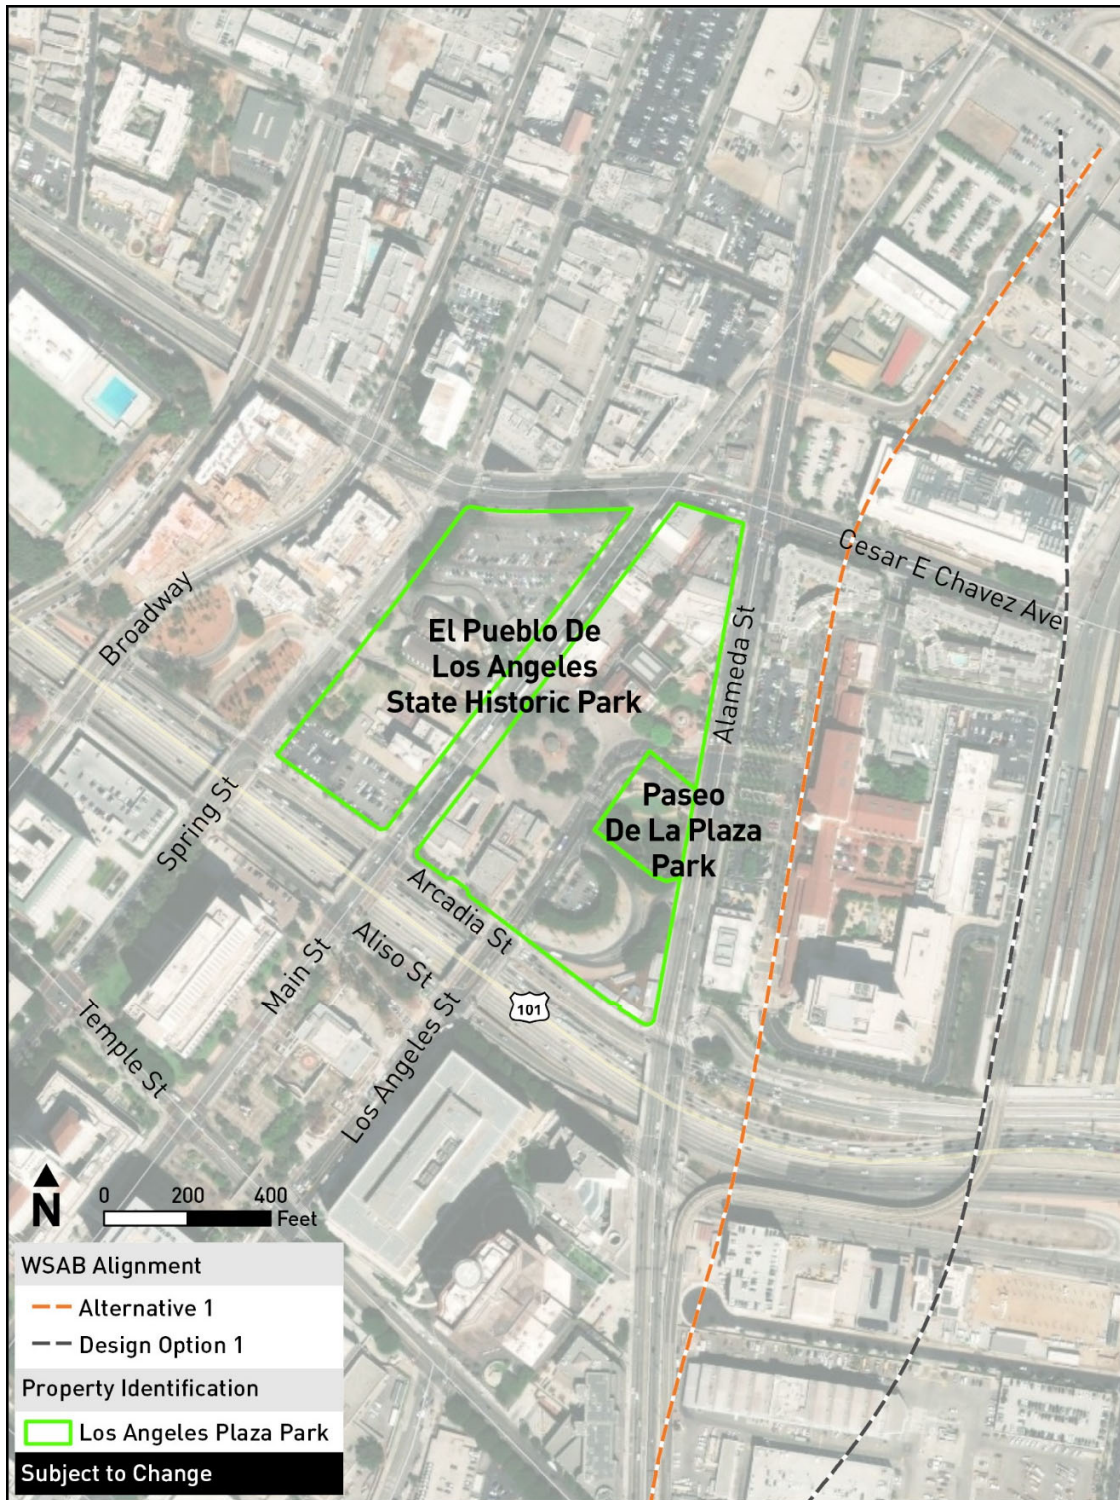 Cesar E Chavez Ave
Broadway
El Pueblo De
Los Angeles
State Historic Park
Alameda St
Paseo
De La Plaza
Park
Spring St
Arcadia St
Aliso St
Main St
101
Los Angeles St
Temple St
N
0 200 400
Feet
WSAB Alignment
Alternative 1
Design Option 1
Property Identification
Los Angeles Plaza Park
Subject to Change